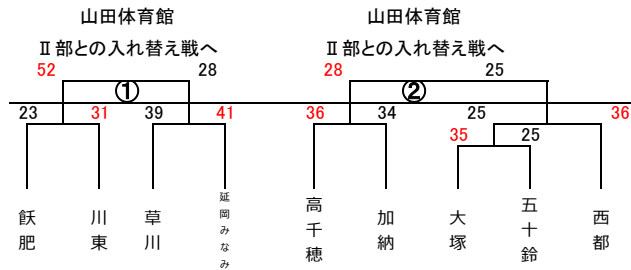 山田体育館 山田体育館
Ⅱ部との入れ替え戦へ Ⅱ部との入れ替え戦へ
52 28 28 25
① ②
23 31 39 41 36 34 25 36
35 25
飫肥 川東 草川 延岡みなみ 高千穂 加納 大塚 五十鈴 西都